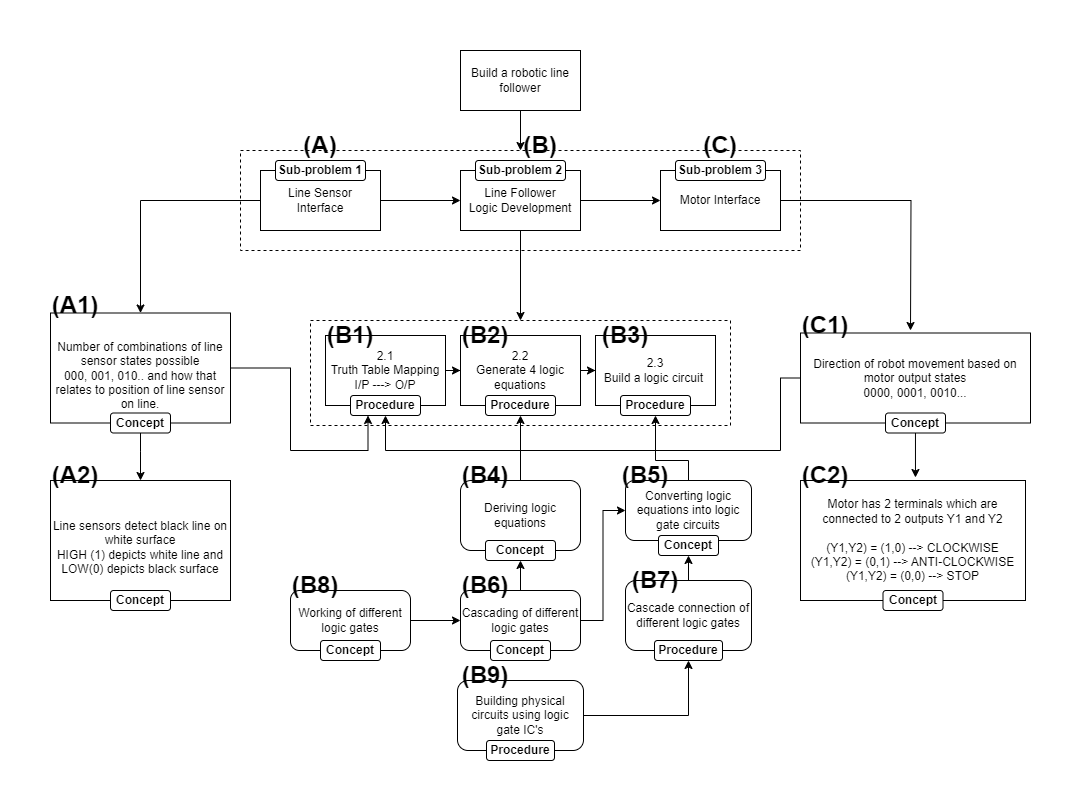 Build a robotic line
follower
(A)
Sub-problem 1
Line Sensor
Interface
(B)
Sub-problem 2
Line Follower
Logic Development
(C)
Sub-problem 3
Motor Interface
(A1)
Number of combinations of line
sensor states possible
000, 001, 010.. and how that
relates to position of line sensor
on line.
Concept
(B1)
2.1
Truth Table Mapping
I/P ---> O/P
Procedure
(B2)
2.2
Generate 4 logic
equations
Procedure
(B3)
2.3
Build a logic circuit
Procedure
(C1)
Direction of robot movement based on
motor output states
0000, 0001, 0010...
Concept
(A2)
Line sensors detect black line on
white surface
HIGH (1) depicts white line and
LOW(0) depicts black surface
Concept
(B4)
Deriving logic
equations
Concept
(B5)
Converting logic
equations into logic
gate circuits
Concept
(C2)
Motor has 2 terminals which are
connected to 2 outputs Y1 and Y2
(Y1,Y2) = (1,0) --> CLOCKWISE
(Y1,Y2) = (0,1) --> ANTI-CLOCKWISE
(Y1,Y2) = (0,0) --> STOP
Concept
(B8)
Working of different
logic gates
Concept
(B6)
Cascading of different
logic gates
Concept
(B7)
Cascade connection of
different logic gates
Procedure
(B9)
Building physical
circuits using logic
gate IC's
Procedure